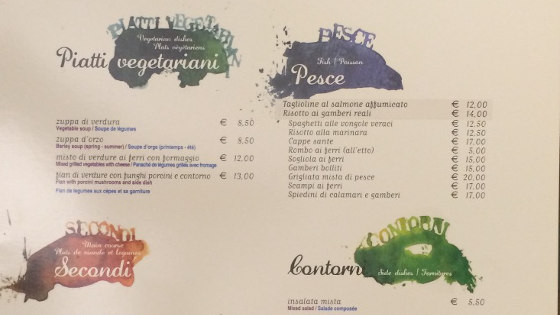 PIATTI VEGETARIANI
Vegetarian dishes
Plats végétariens
Piatti vegetariani
zuppa di verdura € 8,50
Vegetable soup / Soupe de légumes
zuppa d'orzo € 8,50
Barley soup (spring - summer) / Soupe d'orge (printemps - été)
misto di verdure ai ferri con formaggio € 12,00
Mixed grilled vegetables with cheese / Panaché de légumes grillés avec fromage
flan di verdure con funghi porcini e contorno € 13,00
Flan with porcini mushrooms and side dish
Flan de légumes aux cèpes et sa garniture
PESCE
Fish / Poisson
Pesce
Taglioline al salmone affumicato € 12,00
Risotto ai gamberi reali € 14,00
Spaghetti alle vongole veraci € 12,50
Risotto alla marinara € 12,50
Cappe sante € 17,00
Rombo ai ferri (all'etto) € 5,00
Sogliola ai ferri € 15,00
Gamberi bolliti € 15,00
Grigliata mista di pesce € 20,00
Scampi ai ferri € 17,00
Spiedini di calamari e gamberi € 17,00
SECONDI
Main course
Plats de viande et legumes
Secondi
CONTORNI
Side dishes / Garnitures
Contorni
insalata mista € 5,50
Mixed salad / Salade composée